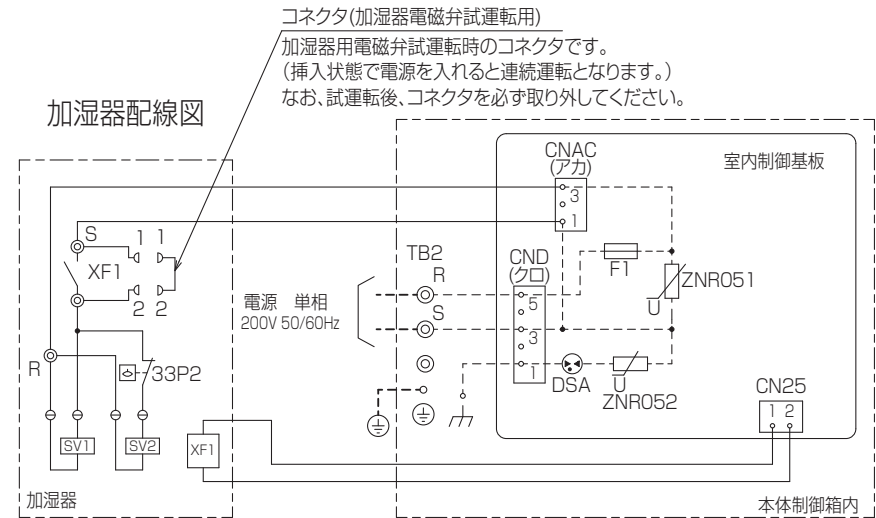 コネクタ(加湿器電磁弁試運転用)
加湿器用電磁弁試運転時のコネクタです。
(挿入状態で電源を入れると連続運転となります。)
なお、試運転後、コネクタを必ず取り外してください。
加湿器配線図
CNAC
(アカ)
室内制御基板
3
1
S
1 1
XF1
2 2
TB2
R
S
CND
(クロ)
5
3
1
F1
ZNR051
U
電源 単相
200V 50/60Hz
R
33P2
DSA
U
ZNR052
CN25
1 2
SV1
SV2
XF1
加湿器
本体制御箱内